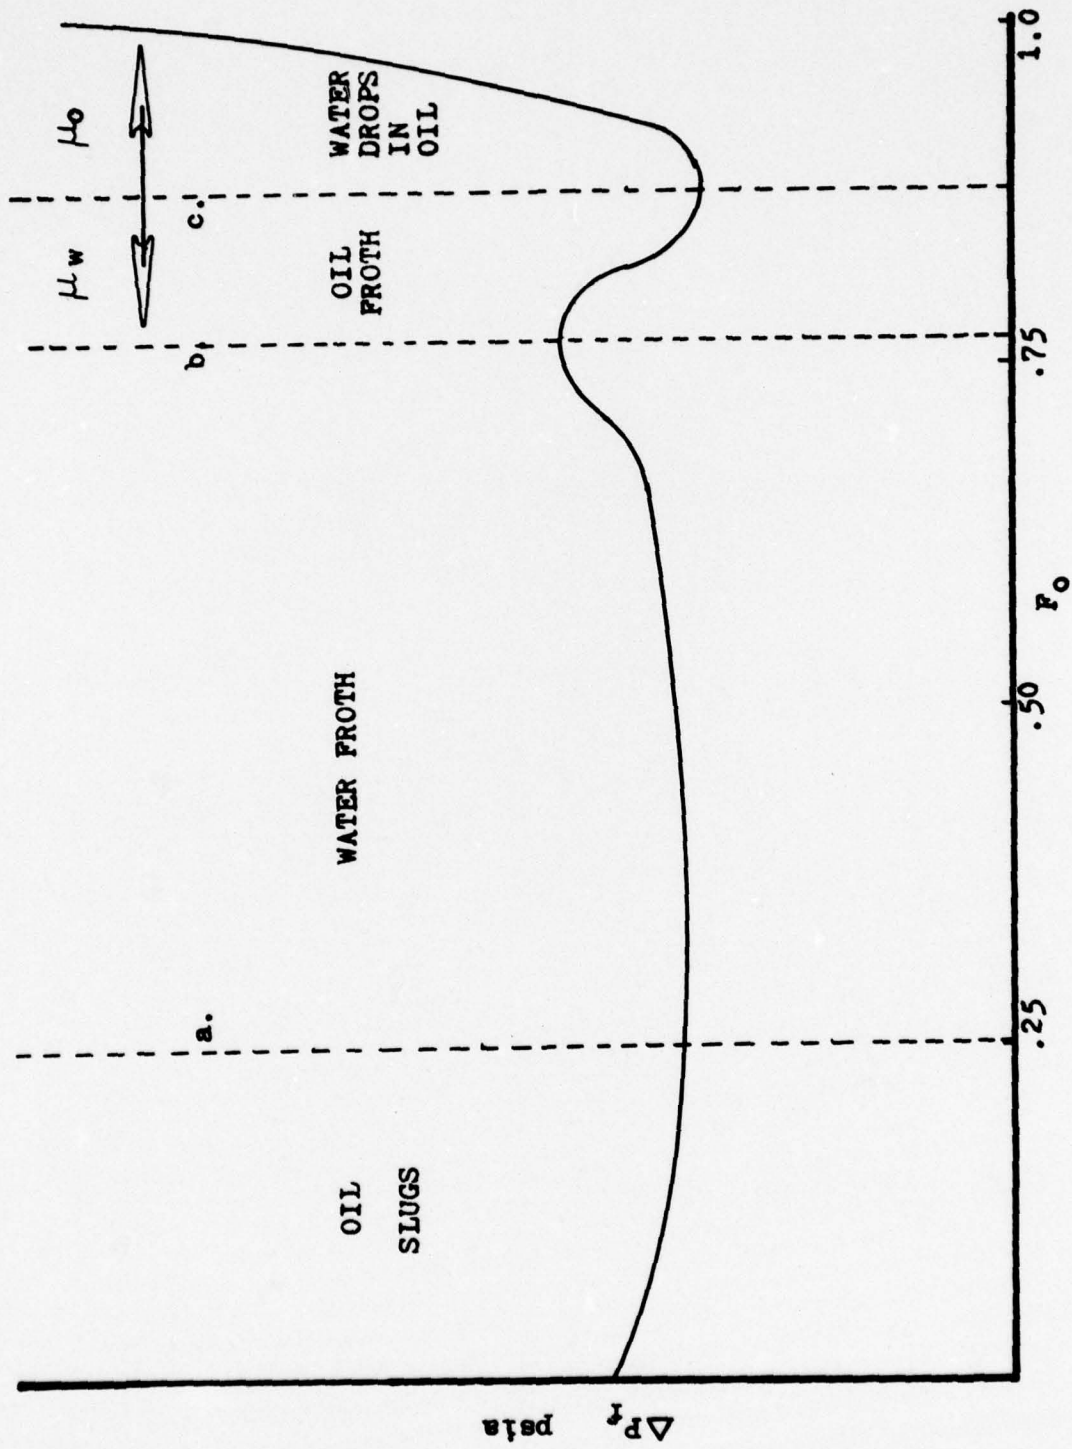 μw
μo
a.
b.
c.
OIL
SLUGS
WATER FROTH
OIL
FROTH
WATER
DROPS
IN
OIL
ΔPf psia
.25
.50
.75
1.0
Fo